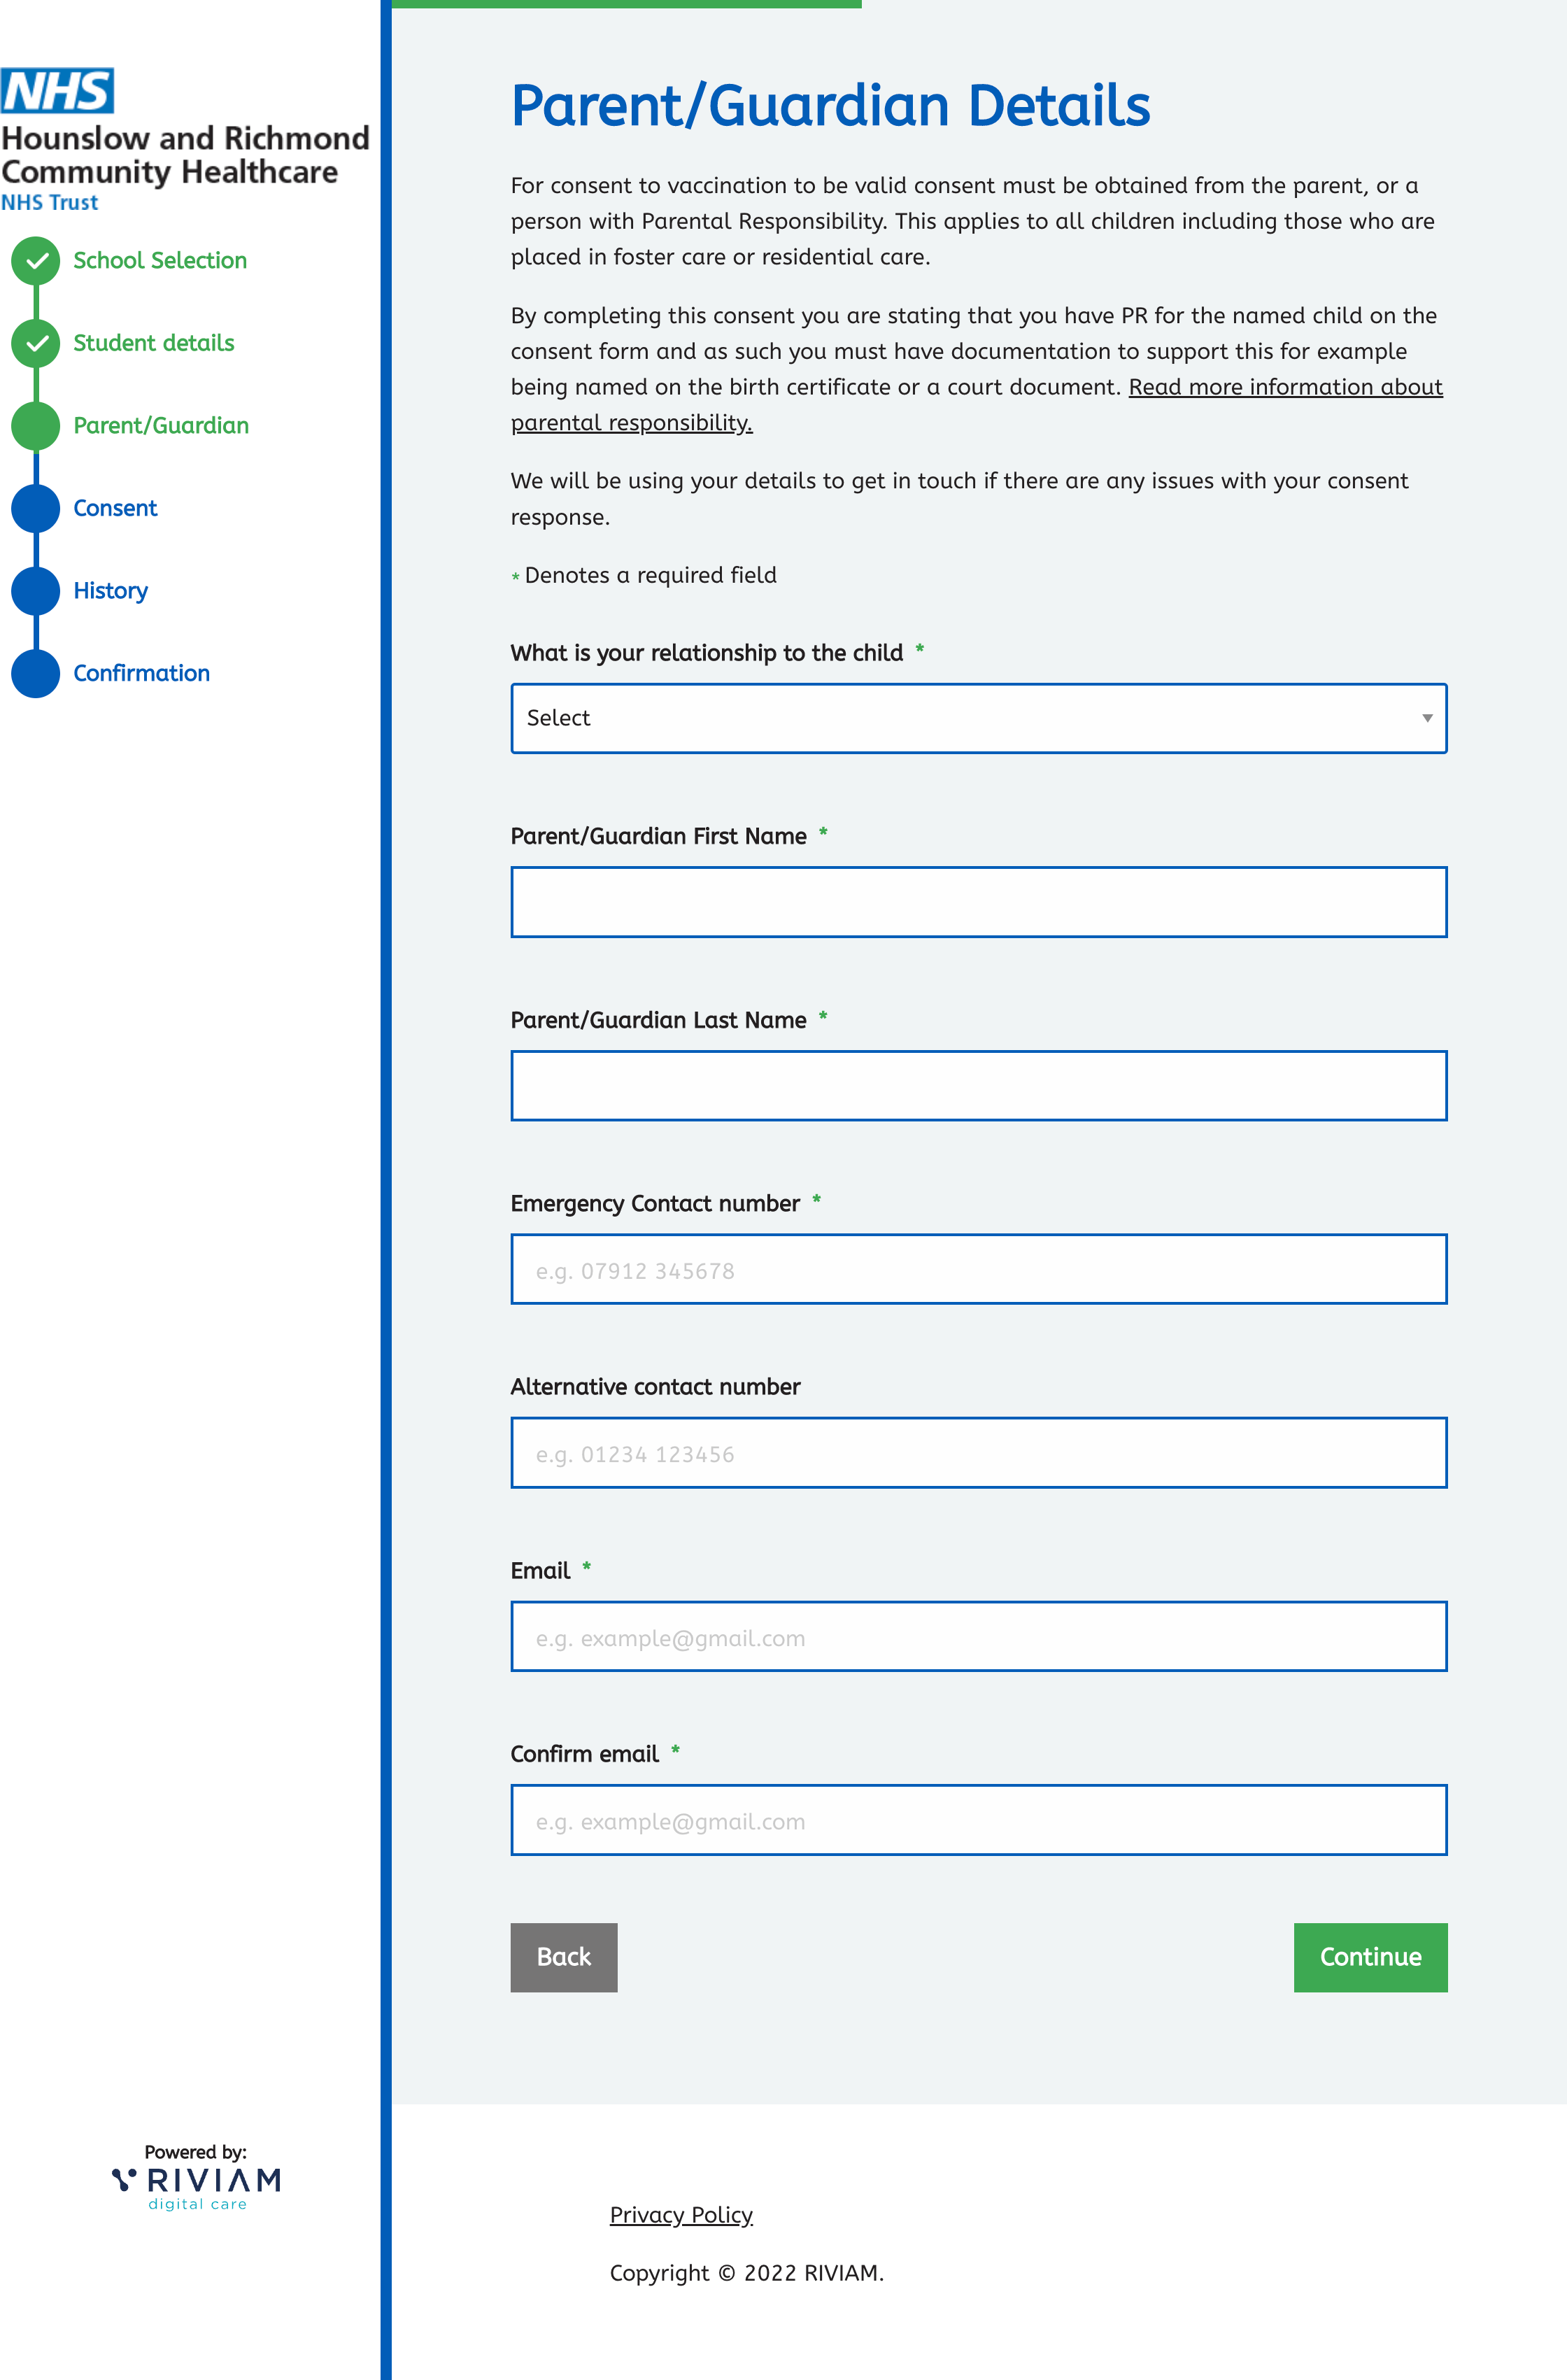 NHS
Hounslow and Richmond
Community Healthcare
NHS Trust
School Selection
Student details
Parent/Guardian
Consent
History
Confirmation
Powered by:
RIVIAM
digital care
Parent/Guardian Details
For consent to vaccination to be valid consent must be obtained from the parent, or a
person with Parental Responsibility. This applies to all children including those who are
placed in foster care or residential care.
By completing this consent you are stating that you have PR for the named child on the
consent form and as such you must have documentation to support this for example
being named on the birth certificate or a court document. Read more information about
parental responsibility.
We will be using your details to get in touch if there are any issues with your consent
response.
* Denotes a required field
What is your relationship to the child *
Select
Parent/Guardian First Name *
Parent/Guardian Last Name *
Emergency Contact number *
e.g. 07912 345678
Alternative contact number
e.g. 01234 123456
Email *
e.g. example@gmail.com
Confirm email *
e.g. example@gmail.com
Back
Continue
Privacy Policy
Copyright © 2022 RIVIAM.